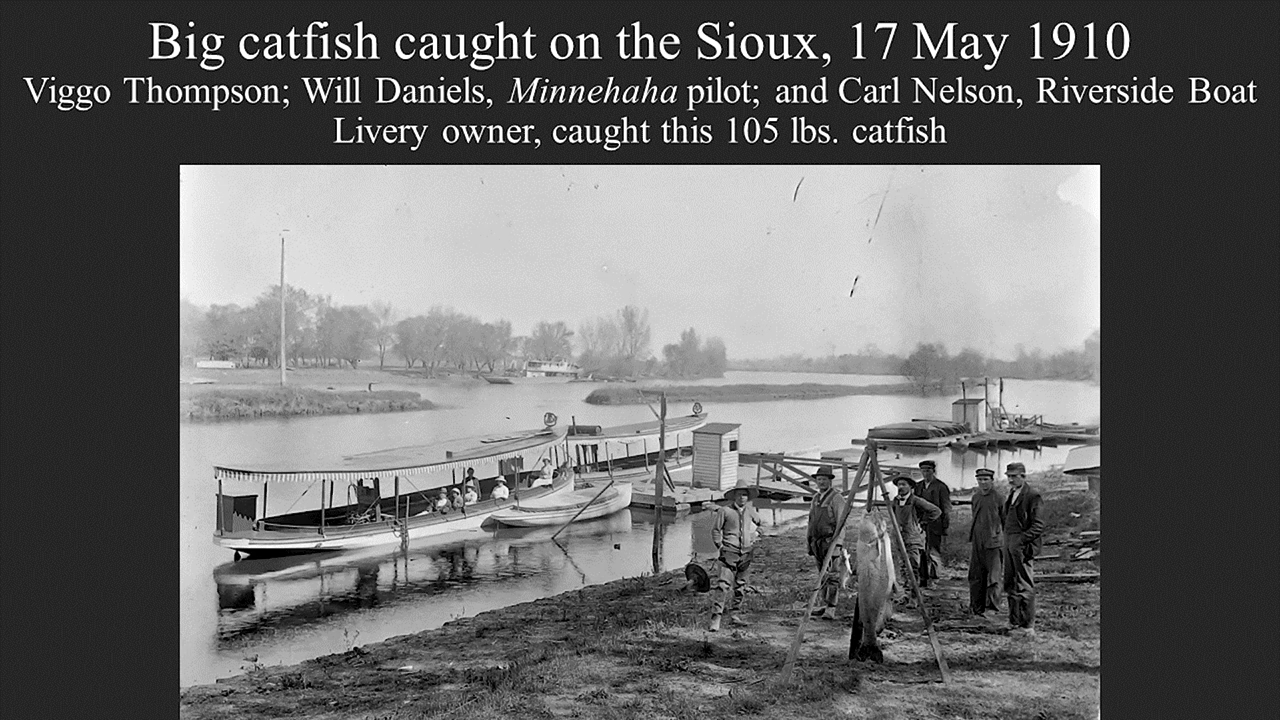 Big catfish caught on the Sioux, 17 May 1910
Viggo Thompson; Will Daniels, Minnehaha pilot; and Carl Nelson, Riverside Boat
Livery owner, caught this 105 lbs. catfish